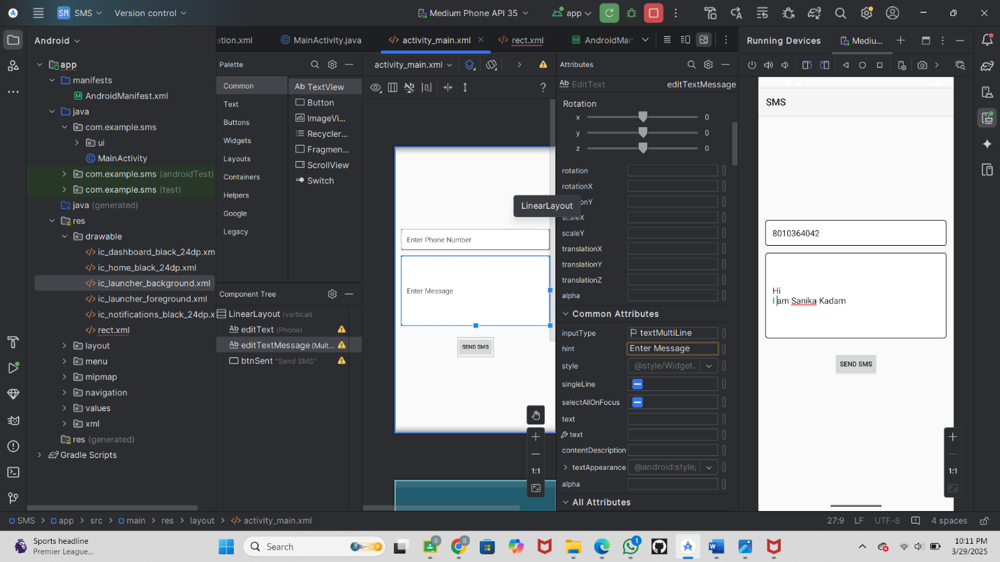 SM SMS
Version control
Medium Phone API 35
app
Android
ation.xml
MainActivity.java
activity_main.xml
rect.xml
AndroidMan
Running Devices
Mediu...
app
manifests
AndroidManifest.xml
java
com.example.sms
ui
MainActivity
com.example.sms (androidTest)
com.example.sms (test)
java (generated)
res
drawable
ic_dashboard_black_24dp.xm
ic_home_black_24dp.xml
ic_launcher_background.xml
ic_launcher_foreground.xml
ic_notifications_black_24dp.x
rect.xml
layout
menu
mipmap
navigation
values
xml
res (generated)
Gradle Scripts
Palette
Common
Text
Buttons
Widgets
Layouts
Containers
Helpers
Google
Legacy
Ab TextView
Button
ImageVi...
Recycler...
Fragmen...
ScrollView
Switch
Component Tree
LinearLayout (vertical)
Ab editText (Phone)
Ab editTextMessage (Mult...
btnSent "Send SMS"
activity_main.xml
?
LinearLayout
Enter Phone Number
Enter Message
SEND SMS
1:1
Attributes
Ab EditText editTextMessage
Rotation
x 0
y 0
z 0
rotation
rotationX
onY
scaleX
scaleY
translationX
translationY
translationZ
alpha
Common Attributes
inputType textMultiLine
hint Enter Message
style @style/Widget..
singleLine
selectAllOnFocus
text
text
contentDescription
textAppearance @android:style/
alpha
All Attributes
SMS
8010364042
Hi
I am Sanika Kadam
SEND SMS
1:1
SMS > app > src > main > res > layout > activity_main.xml
27:9 LF UTF-8 4 spaces
Sports headline
Premier League...
Search
S
S
1
10:11 PM
3/29/2025